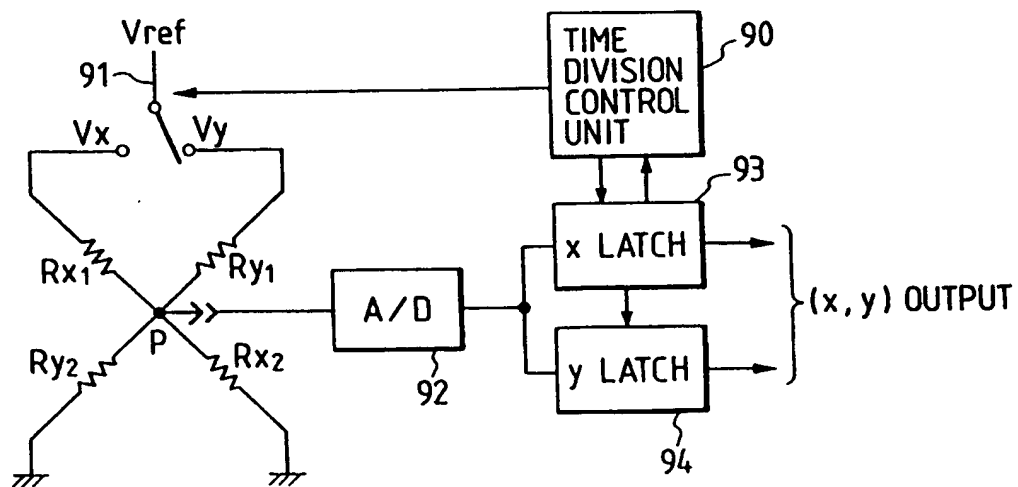 Vref
91
Vx
Vy
TIME
DIVISION
CONTROL
UNIT
90
93
Rx1
Ry1
x LATCH
A/D
(x, y) OUTPUT
P
Ry2
Rx2
92
y LATCH
94